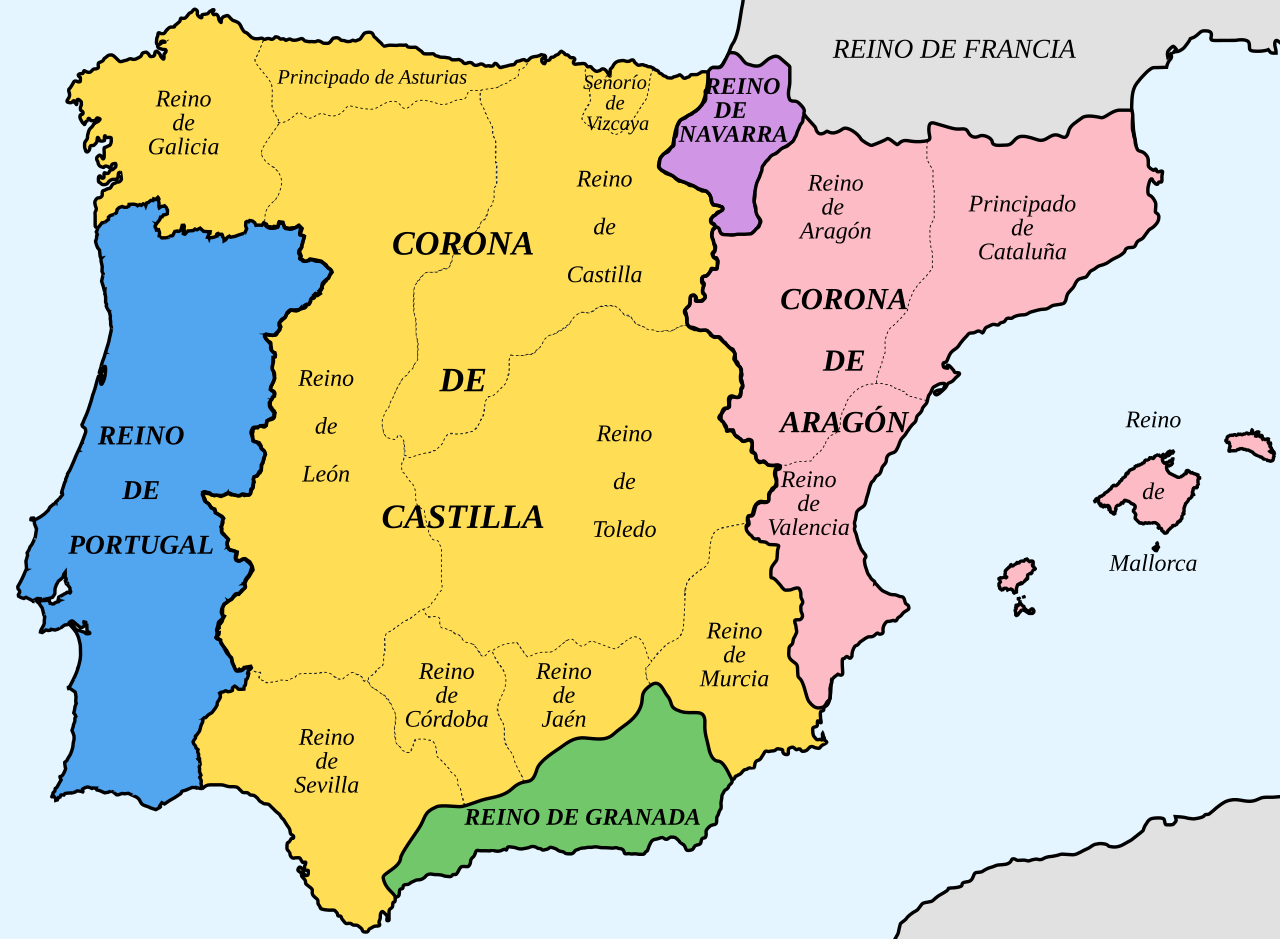 REINO DE FRANCIA
Principado de Asturias
Señorío
de
Vizcaya
REINO
DE
NAVARRA
Reino
de
Galicia
Reino
de
Castilla
Reino
de
Aragón
Principado
de
Cataluña
CORONA
DE
CASTILLA
CORONA
DE
ARAGÓN
Reino
de
León
Reino
de
Toledo
REINO
DE
PORTUGAL
Reino
de
Valencia
Reino
de
Mallorca
Reino
de
Murcia
Reino
de
Córdoba
Reino
de
Jaén
Reino
de
Sevilla
REINO DE GRANADA